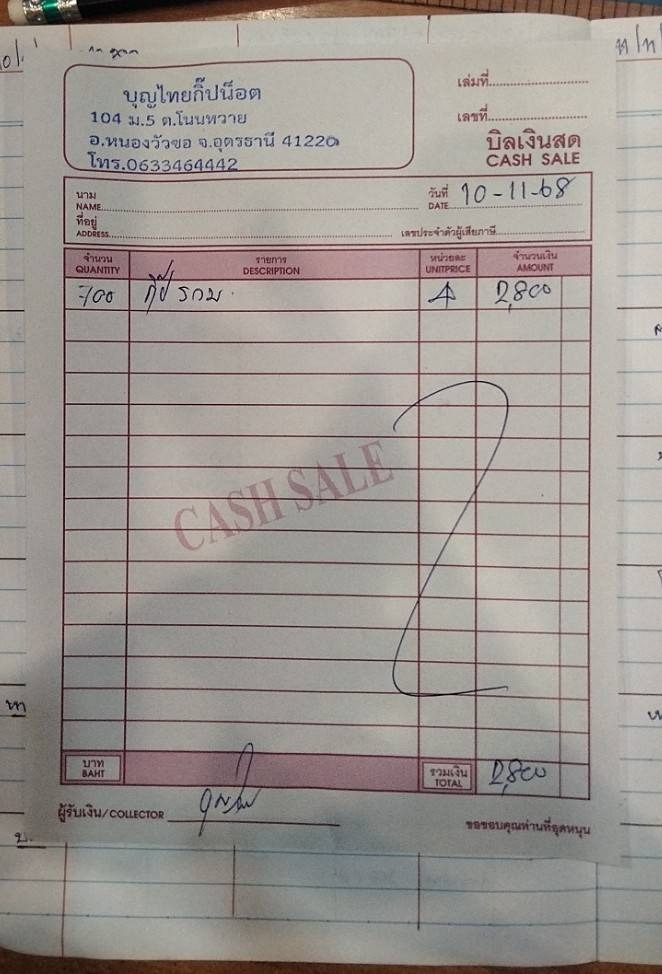 บุญไทยกิ๊ปน็อต
104 ม.5 ต.โนนหวาย
อ.หนองวัวซอ จ.อุดรธานี 41220
โทร.0633464442
เล่มที่
เลขที่
บิลเงินสด
CASH SALE
นาม
NAME
วันที่ 10-11-68
DATE
ที่อยู่
ADDRESS
เลขประจำตัวผู้เสียภาษี
จำนวน รายการ หน่วยละ จำนวนเงิน
QUANTITY DESCRIPTION UNITPRICE AMOUNT
700 กิ๊ป รวม 4 2,800
CASH SALE
บาท
BAHT
รวมเงิน 2,800
TOTAL
ผู้รับเงิน/COLLECTOR
ขอขอบคุณท่านที่อุดหนุน